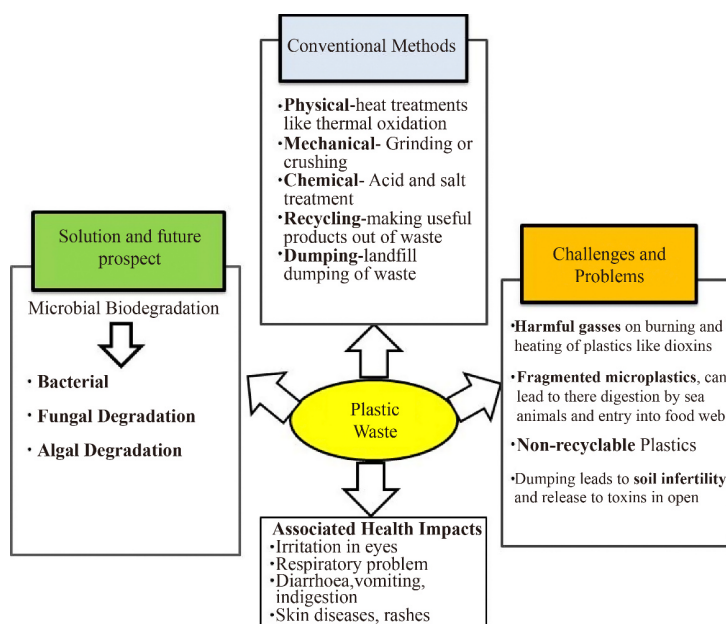 Conventional Methods
·Physical-heat treatments
like thermal oxidation
·Mechanical- Grinding or
crushing
·Chemical- Acid and salt
treatment
·Recycling-making useful
products out of waste
·Dumping-landfill
dumping of waste
Solution and future
prospect
Microbial Biodegradation
· Bacterial
· Fungal Degradation
· Algal Degradation
Plastic
Waste
Challenges and
Problems
·Harmful gasses on burning and
heating of plastics like dioxins
·Fragmented microplastics, can
lead to there digestion by sea
animals and entry into food web
·Non-recyclable Plastics
·Dumping leads to soil infertility
and release to toxins in open
Associated Health Impacts
·Irritation in eyes
·Respiratory problem
·Diarrhoea,vomiting,
indigestion
·Skin diseases, rashes